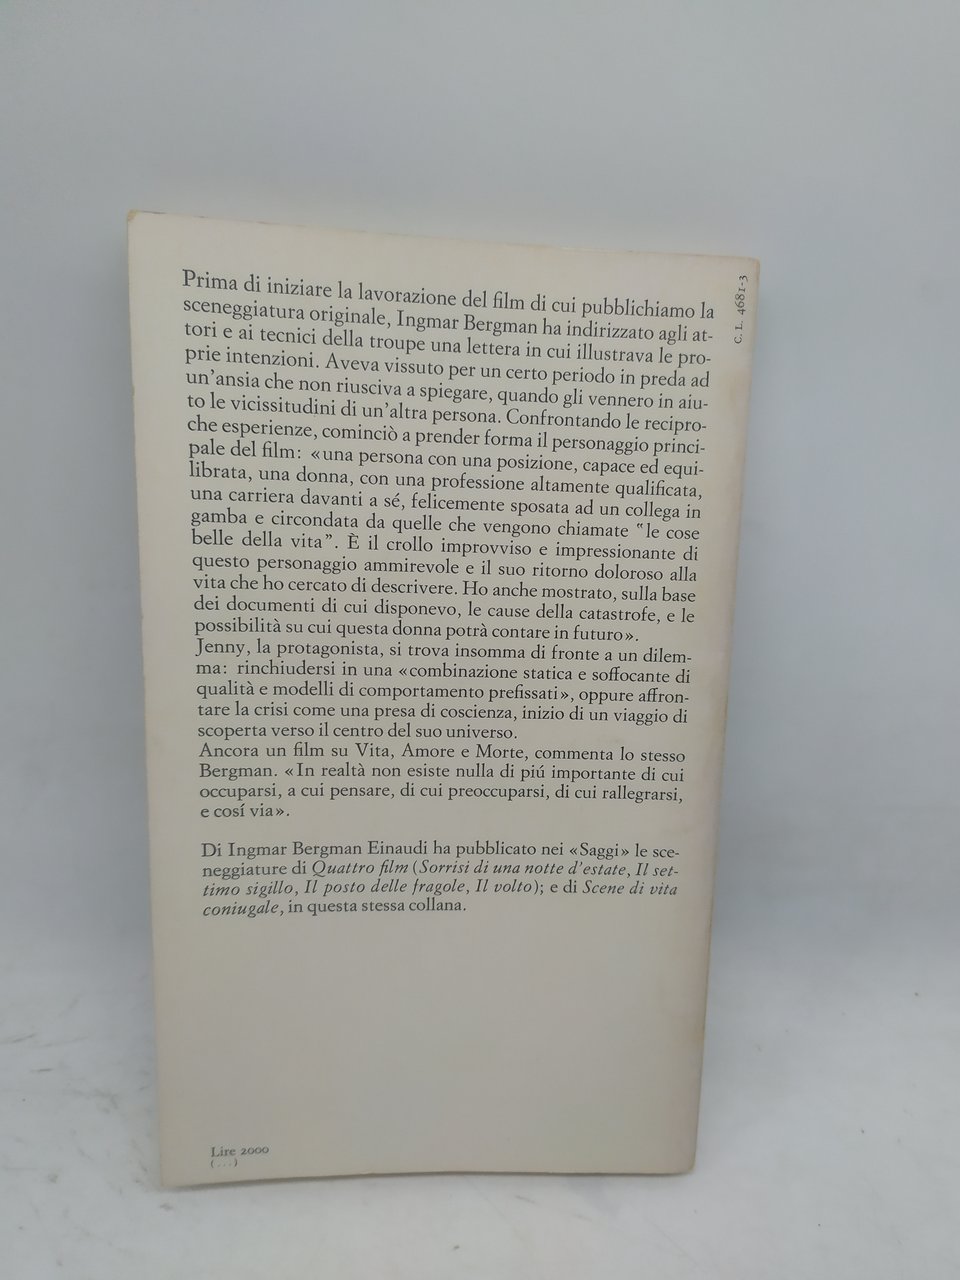 Prima di iniziare la lavorazione del film di cui pubblichiamo la
sceneggiatura originale, Ingmar Bergman ha indirizzato agli at-
tori e ai tecnici della troupe una lettera in cui illustrava le pro-
prie intenzioni. Aveva vissuto per un certo periodo in preda ad
un'ansia che non riusciva a spiegare, quando gli vennero in aiu-
to le vicissitudini di un'altra persona. Confrontando le recipro-
che esperienze, cominciò a prender forma il personaggio princi-
pale del film: «una persona con una posizione, capace ed equi-
librata, una donna, con una professione altamente qualificata,
una carriera davanti a sé, felicemente sposata ad un collega in
gamba e circondata da quelle che vengono chiamate "le cose
belle della vita". È il crollo improvviso e impressionante di
questo personaggio ammirevole e il suo ritorno doloroso alla
vita che ho cercato di descrivere. Ho anche mostrato, sulla base
dei documenti di cui disponevo, le cause della catastrofe, e le
possibilità su cui questa donna potrà contare in futuro».
Jenny, la protagonista, si trova insomma di fronte a un dilem-
ma: rinchiudersi in una «combinazione statica e soffocante di
qualità e modelli di comportamento prefissati», oppure affron-
tare la crisi come una presa di coscienza, inizio di un viaggio di
scoperta verso il centro del suo universo.
Ancora un film su Vita, Amore e Morte, commenta lo stesso
Bergman. «In realtà non esiste nulla di piú importante di cui
occuparsi, a cui pensare, di cui preoccuparsi, di cui rallegrarsi,
e cosí via».
Di Ingmar Bergman Einaudi ha pubblicato nei «Saggi» le sce-
neggiature di Quattro film (Sorrisi di una notte d'estate, Il set-
timo sigillo, Il posto delle fragole, Il volto); e di Scene di vita
coniugale, in questa stessa collana.
Lire 2000
(...)
C. L. 4681-3